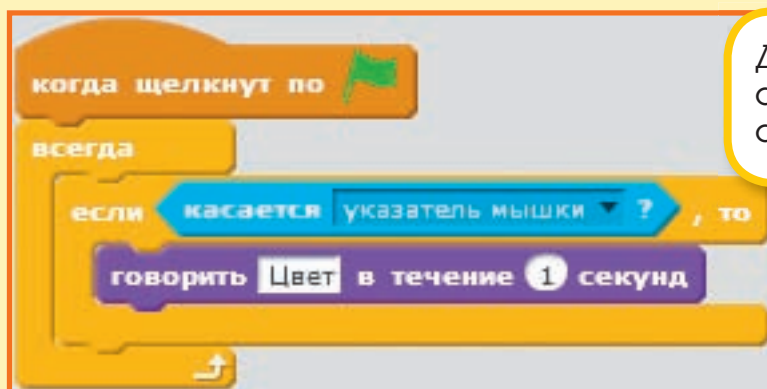 когда щелкнут по
всегда
если касается указатель мышки ? , то
говорить Цвет в течение 1 секунд